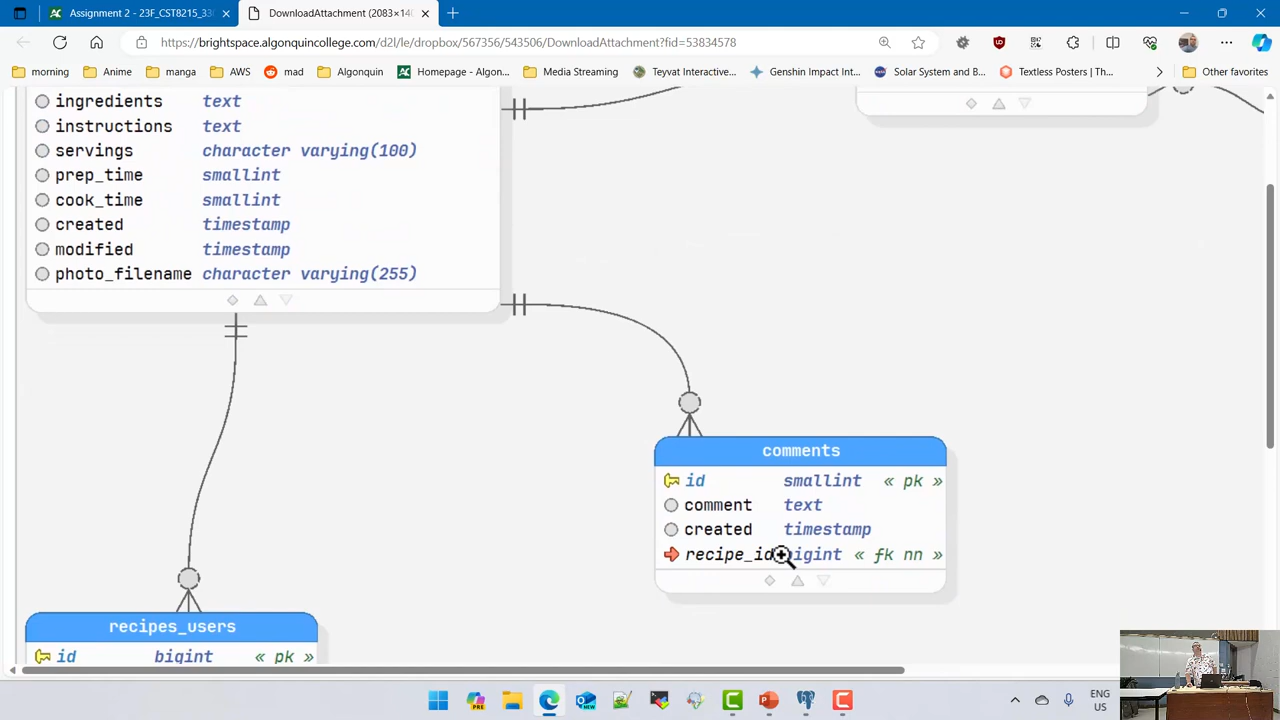 Assignment 2 - 23F_CST8215_33
DownloadAttachment (2083×140
https://brightspace.algonquincollege.com/d2l/le/dropbox/567356/543506/DownloadAttachment?fid=53834578
morning
Anime
manga
AWS
mad
Algonquin
Homepage - Algon...
Media Streaming
Teyvat Interactive...
Genshin Impact Int...
Solar System and B...
Textless Posters | Th...
Other favorites
ingredients text
instructions text
servings character varying(100)
prep_time smallint
cook_time smallint
created timestamp
modified timestamp
photo_filename character varying(255)
comments
id smallint « pk »
comment text
created timestamp
recipe_id bigint « fk nn »
recipes_users
id bigint « pk »
ENG
US